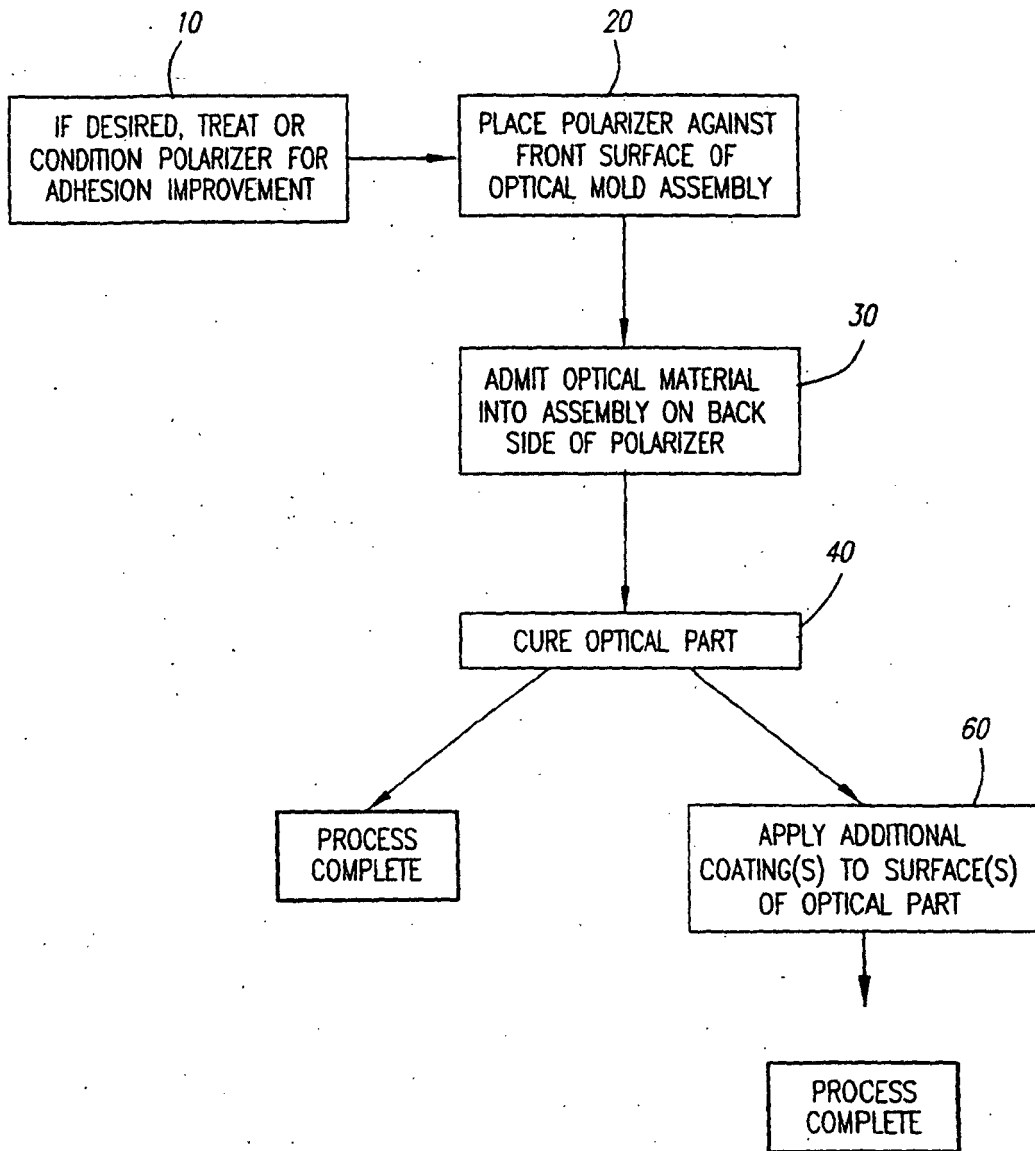 10
IF DESIRED, TREAT OR
CONDITION POLARIZER FOR
ADHESION IMPROVEMENT
20
PLACE POLARIZER AGAINST
FRONT SURFACE OF
OPTICAL MOLD ASSEMBLY
30
ADMIT OPTICAL MATERIAL
INTO ASSEMBLY ON BACK
SIDE OF POLARIZER
40
CURE OPTICAL PART
PROCESS
COMPLETE
60
APPLY ADDITIONAL
COATING(S) TO SURFACE(S)
OF OPTICAL PART
PROCESS
COMPLETE